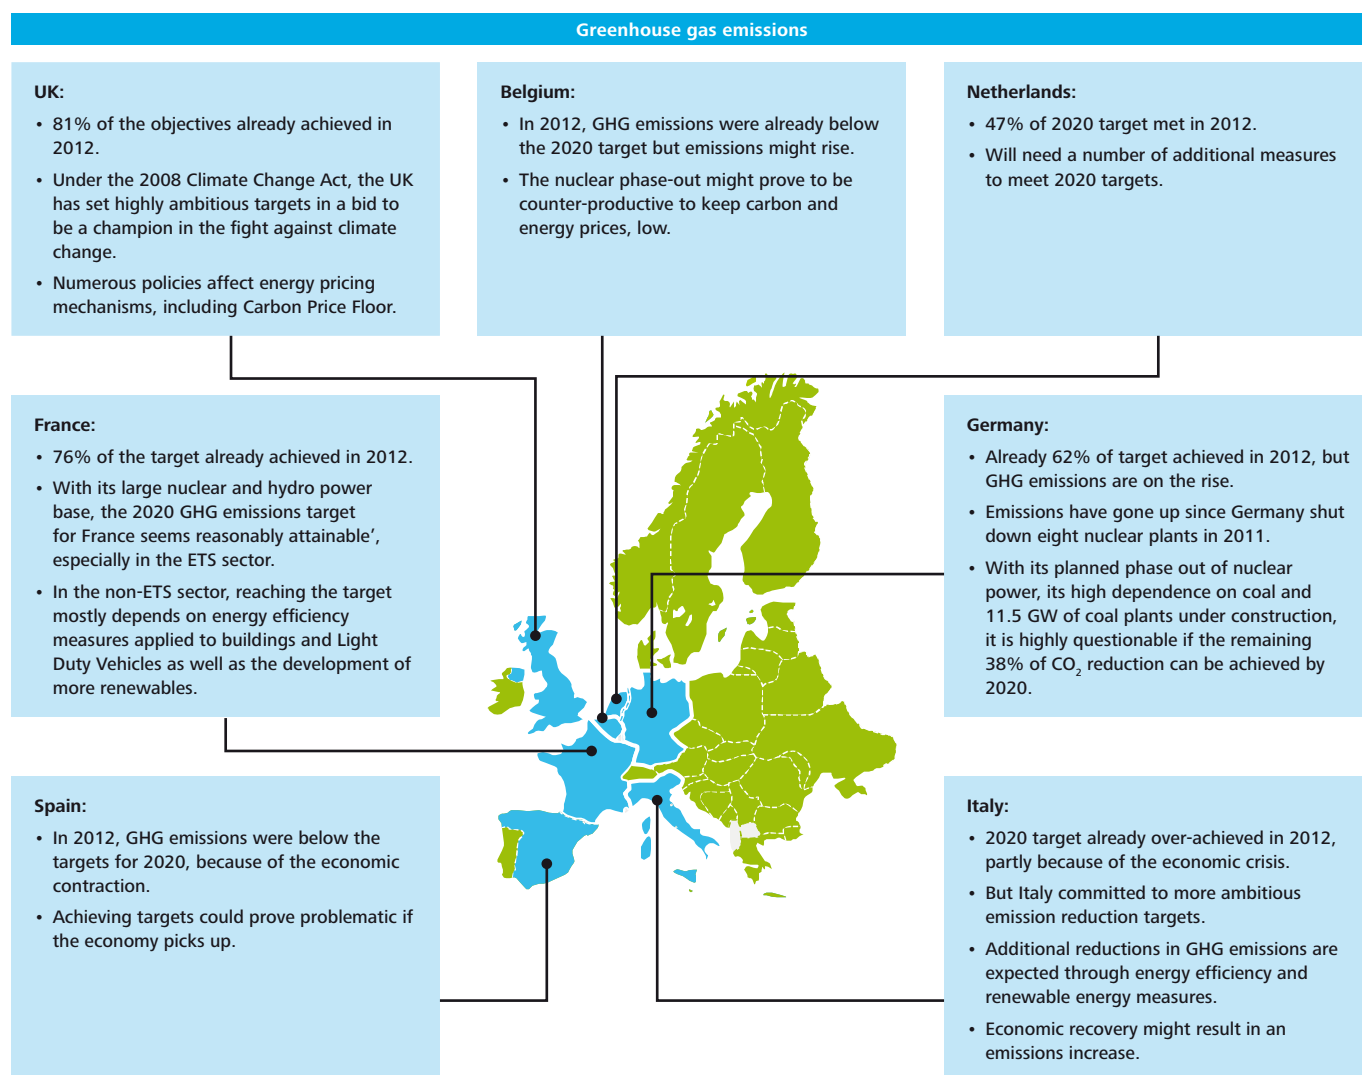 Greenhouse gas emissions
UK:
• 81% of the objectives already achieved in
2012.
• Under the 2008 Climate Change Act, the UK
has set highly ambitious targets in a bid to
be a champion in the fight against climate
change.
• Numerous policies affect energy pricing
mechanisms, including Carbon Price Floor.
Belgium:
• In 2012, GHG emissions were already below
the 2020 target but emissions might rise.
• The nuclear phase-out might prove to be
counter-productive to keep carbon and
energy prices, low.
Netherlands:
• 47% of 2020 target met in 2012.
• Will need a number of additional measures
to meet 2020 targets.
France:
• 76% of the target already achieved in 2012.
• With its large nuclear and hydro power
base, the 2020 GHG emissions target
for France seems reasonably attainable’,
especially in the ETS sector.
• In the non-ETS sector, reaching the target
mostly depends on energy efficiency
measures applied to buildings and Light
Duty Vehicles as well as the development of
more renewables.
Germany:
• Already 62% of target achieved in 2012, but
GHG emissions are on the rise.
• Emissions have gone up since Germany shut
down eight nuclear plants in 2011.
• With its planned phase out of nuclear
power, its high dependence on coal and
11.5 GW of coal plants under construction,
it is highly questionable if the remaining
38% of CO₂ reduction can be achieved by
2020.
Spain:
• In 2012, GHG emissions were below the
targets for 2020, because of the economic
contraction.
• Achieving targets could prove problematic if
the economy picks up.
Italy:
• 2020 target already over-achieved in 2012,
partly because of the economic crisis.
• But Italy committed to more ambitious
emission reduction targets.
• Additional reductions in GHG emissions are
expected through energy efficiency and
renewable energy measures.
• Economic recovery might result in an
emissions increase.